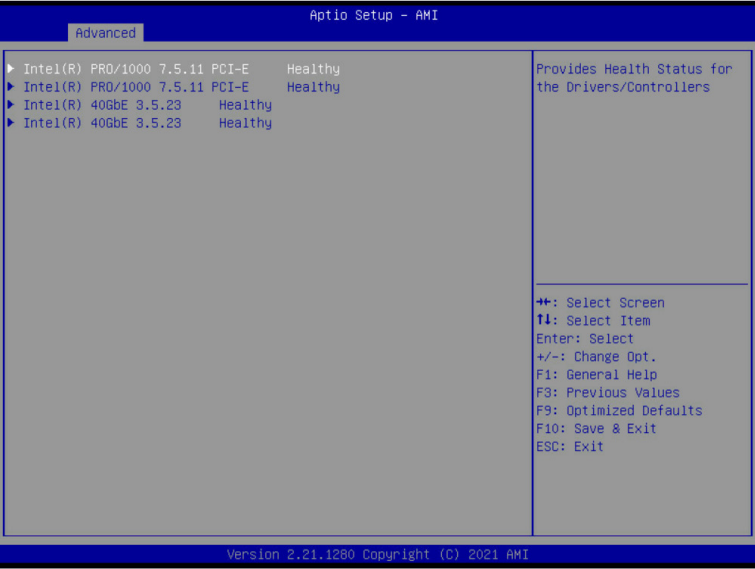 Aptio Setup – AMI
Advanced
▶ Intel(R) PRO/1000 7.5.11 PCI-E Healthy
▶ Intel(R) PRO/1000 7.5.11 PCI-E Healthy
▶ Intel(R) 40GbE 3.5.23 Healthy
▶ Intel(R) 40GbE 3.5.23 Healthy
Provides Health Status for
the Drivers/Controllers
→←: Select Screen
↑↓: Select Item
Enter: Select
+/-: Change Opt.
F1: General Help
F3: Previous Values
F9: Optimized Defaults
F10: Save & Exit
ESC: Exit
Version 2.21.1280 Copyright (C) 2021 AMI